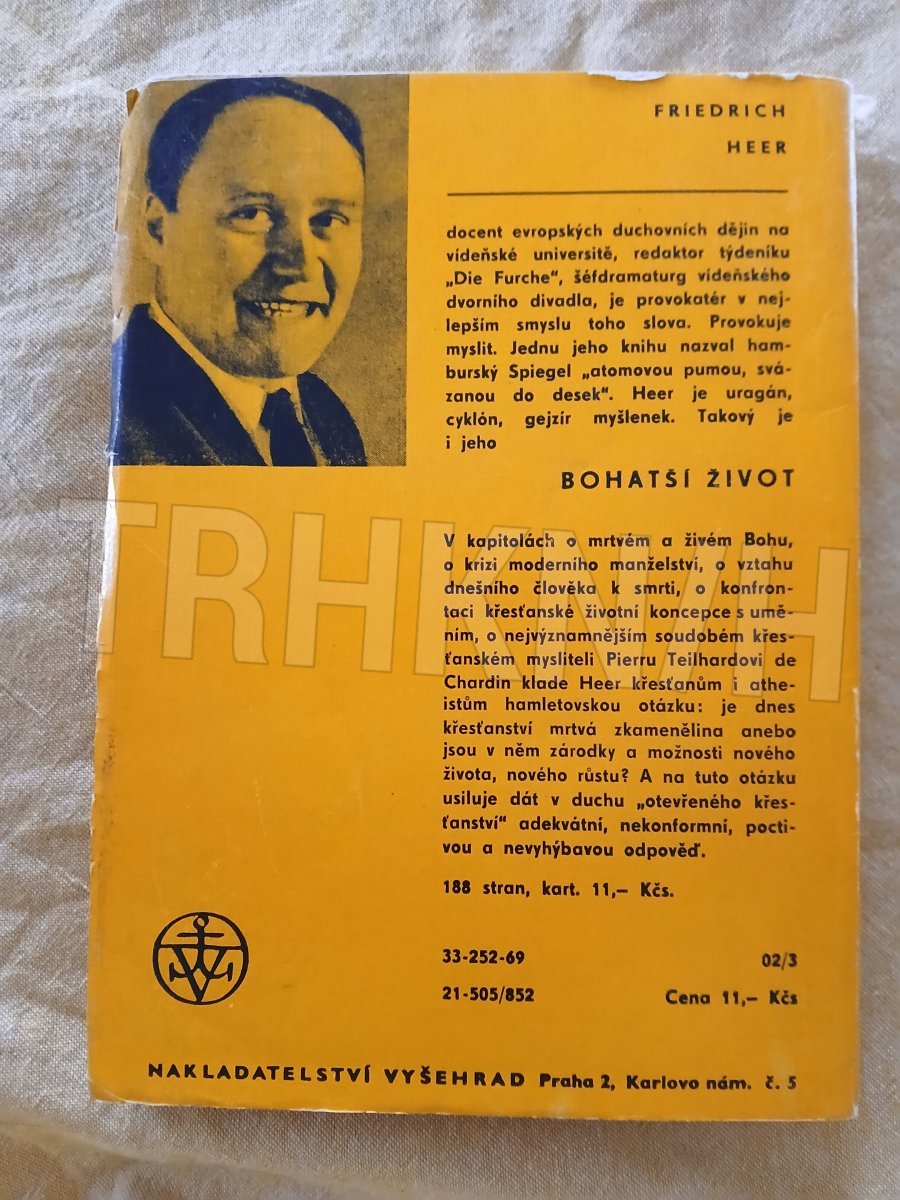 FRIEDRICH
HEER
docent evropských duchovních dějin na
vídeňské universitě, redaktor týdeníku
„Die Furche“, šéfdramaturg vídeňského
dvorního divadla, je provokatér v nej-
lepším smyslu toho slova. Provokuje
myslit. Jednu jeho knihu nazval ham-
burský Spiegel „atomovou pumou, svá-
zanou do desek“. Heer je uragán,
cyklón, gejzír myšlenek. Takový je
i jeho
BOHATŠÍ ŽIVOT
V kapitolách o mrtvém a živém Bohu,
o krizi moderního manželství, o vztahu
dnešního člověka k smrti, o konfron-
taci křesťanské životní koncepce s umě-
ním, o nejvýznamnějším soudobém křes-
ťanském mysliteli Pierru Teilhardovi de
Chardin klade Heer křesťanům i athe-
istům hamletovskou otázku: je dnes
křesťanství mrtvá zkamenělina anebo
jsou v něm zárodky a možnosti nového
života, nového růstu? A na tuto otázku
usiluje dát v duchu „otevřeného křes-
ťanství“ adekvátní, nekonformní, pocti-
vou a nevyhýbavou odpověď.
188 stran, kart. 11,– Kčs.
33-252-69 02/3
21-505/852 Cena 11,– Kčs
NAKLADATELSTVÍ VYŠEHRAD Praha 2, Karlovo nám. č. 5